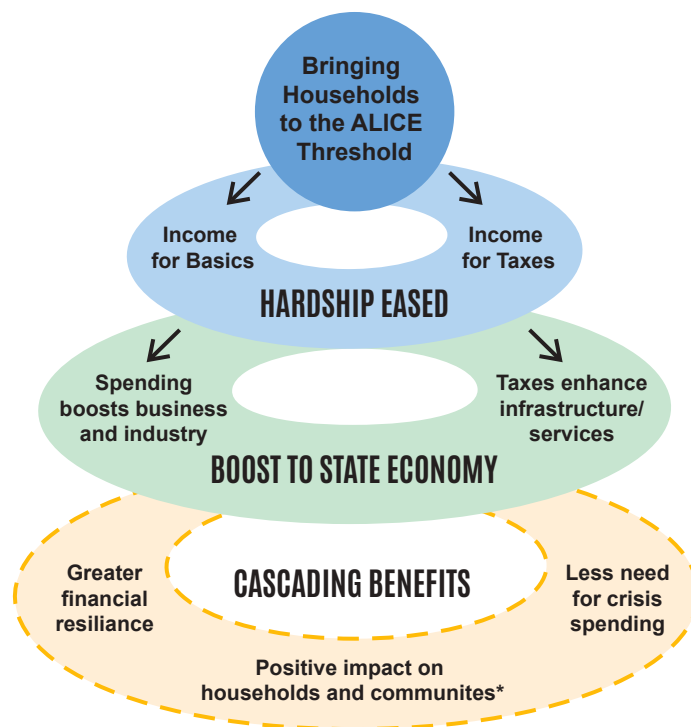 Bringing
Households
to the ALICE
Threshold
Income
for Basics
Income
for Taxes
HARDSHIP EASED
Spending
boosts business
and industry
Taxes enhance
infrastructure/
services
BOOST TO STATE ECONOMY
Greater
financial
resiliance
CASCADING BENEFITS
Less need
for crisis
spending
Positive impact on
households and communites*